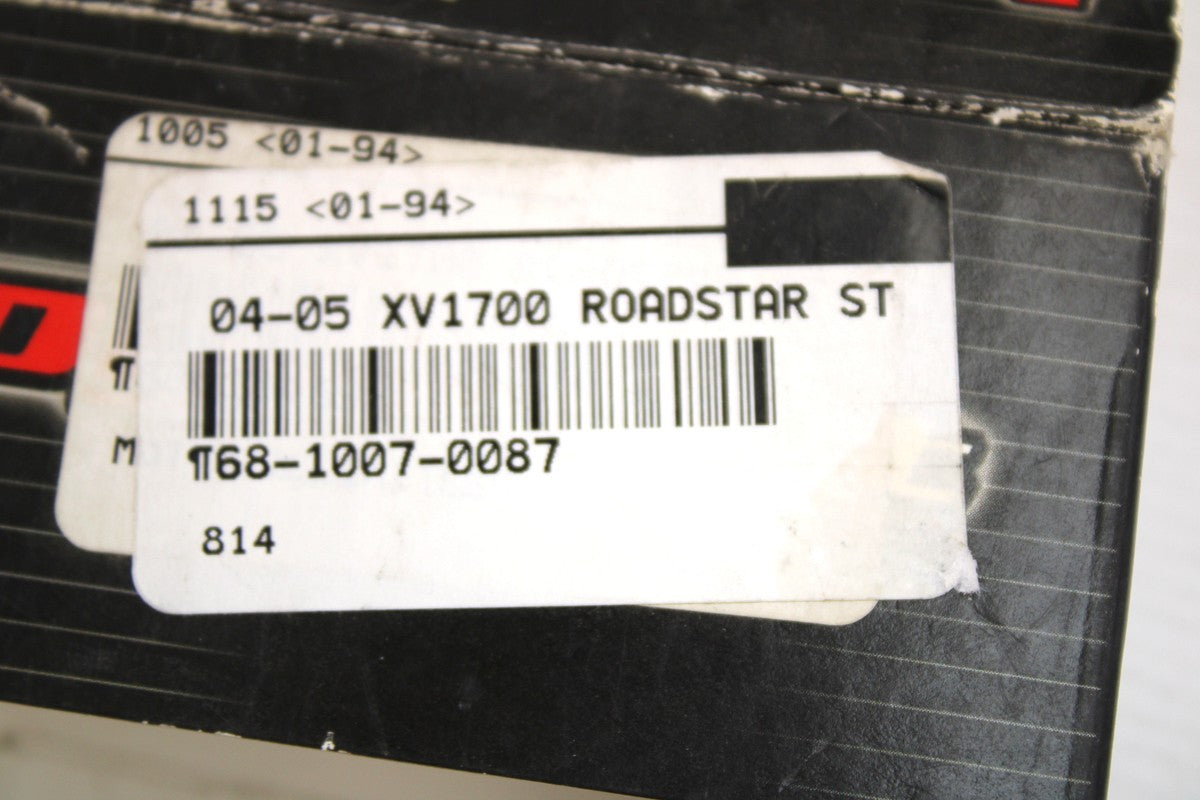 1005 <01-94>
1115 <01-94>
04-05 XV1700 ROADSTAR ST
¶68-1007-0087
814
¶
M